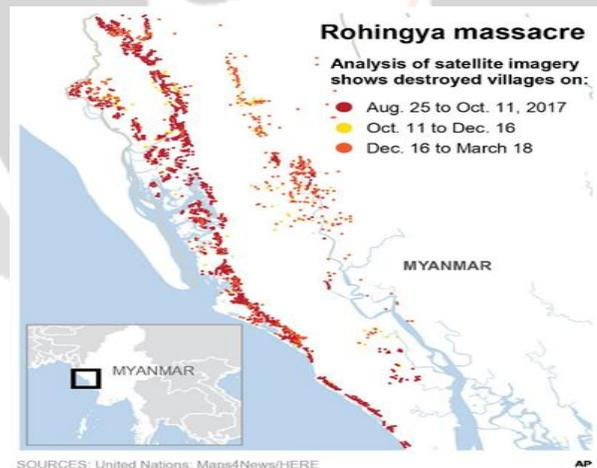 Rohingya massacre
Analysis of satellite imagery
shows destroyed villages on:
Aug. 25 to Oct. 11, 2017
Oct. 11 to Dec. 16
Dec. 16 to March 18
MYANMAR
MYANMAR
SOURCES: United Nations; Maps4News/HERE
AP